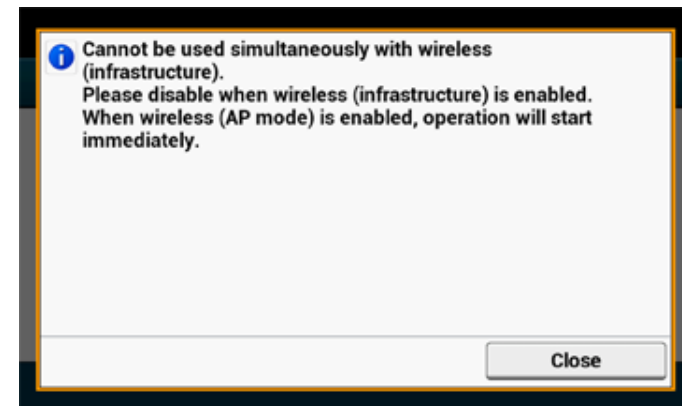 Cannot be used simultaneously with wireless
(infrastructure).
Please disable when wireless (infrastructure) is enabled.
When wireless (AP mode) is enabled, operation will start
immediately.
Close